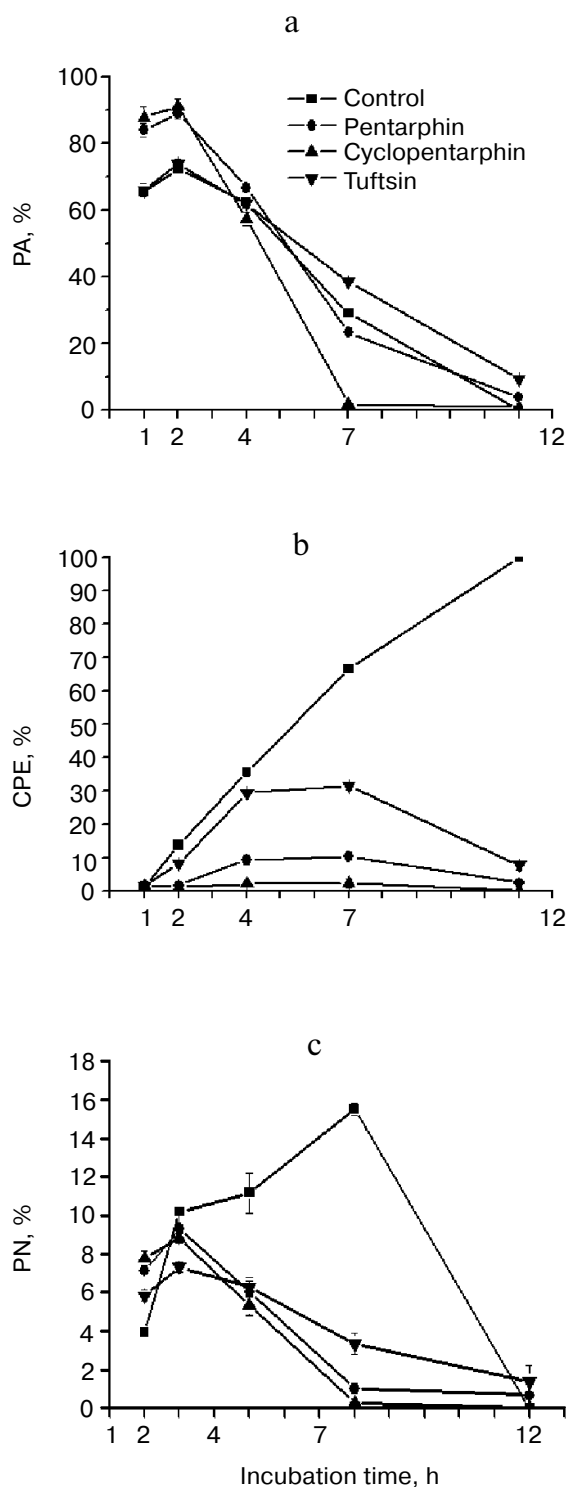 a
100
80
60
40
20
0
PA, %
Control
Pentarphin
Cyclopentarphin
Tuftsin
1 2 4 7 12
b
100
90
80
70
60
50
40
30
20
10
0
CPE, %
1 2 4 7 12
c
18
16
14
12
10
8
6
4
2
0
PN, %
1 2 4 7 12
Incubation time, h